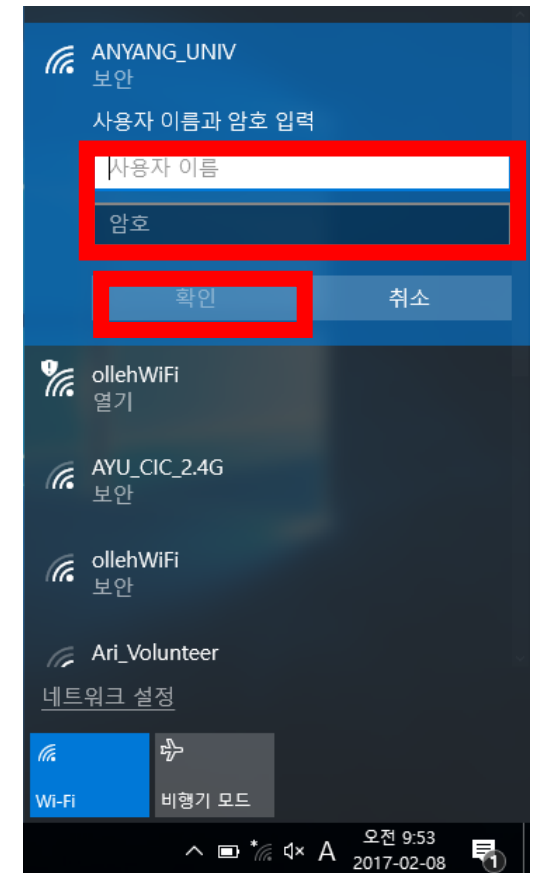 ANYANG_UNIV
보안
사용자 이름과 암호 입력
사용자 이름
암호
확인
취소
ollehWiFi
열기
AYU_CIC_2.4G
보안
ollehWiFi
보안
Ari_Volunteer
네트워크 설정
Wi-Fi
비행기 모드
A
오전 9:53
2017-02-08
1